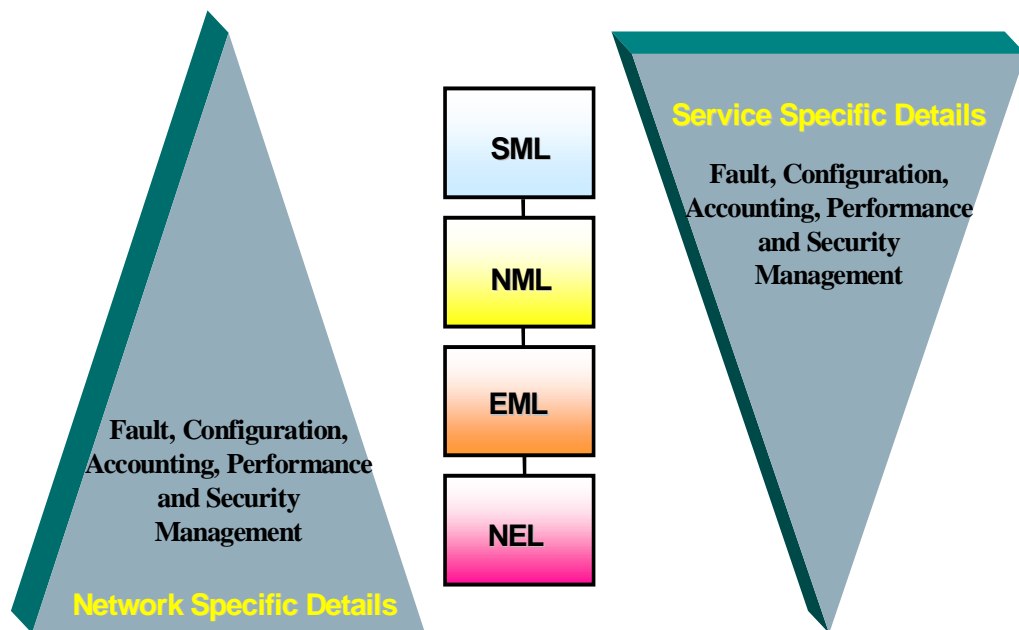 Fault, Configuration,
Accounting, Performance
and Security
Management
Network Specific Details
SML
NML
EML
NEL
Service Specific Details
Fault, Configuration,
Accounting, Performance
and Security
Management